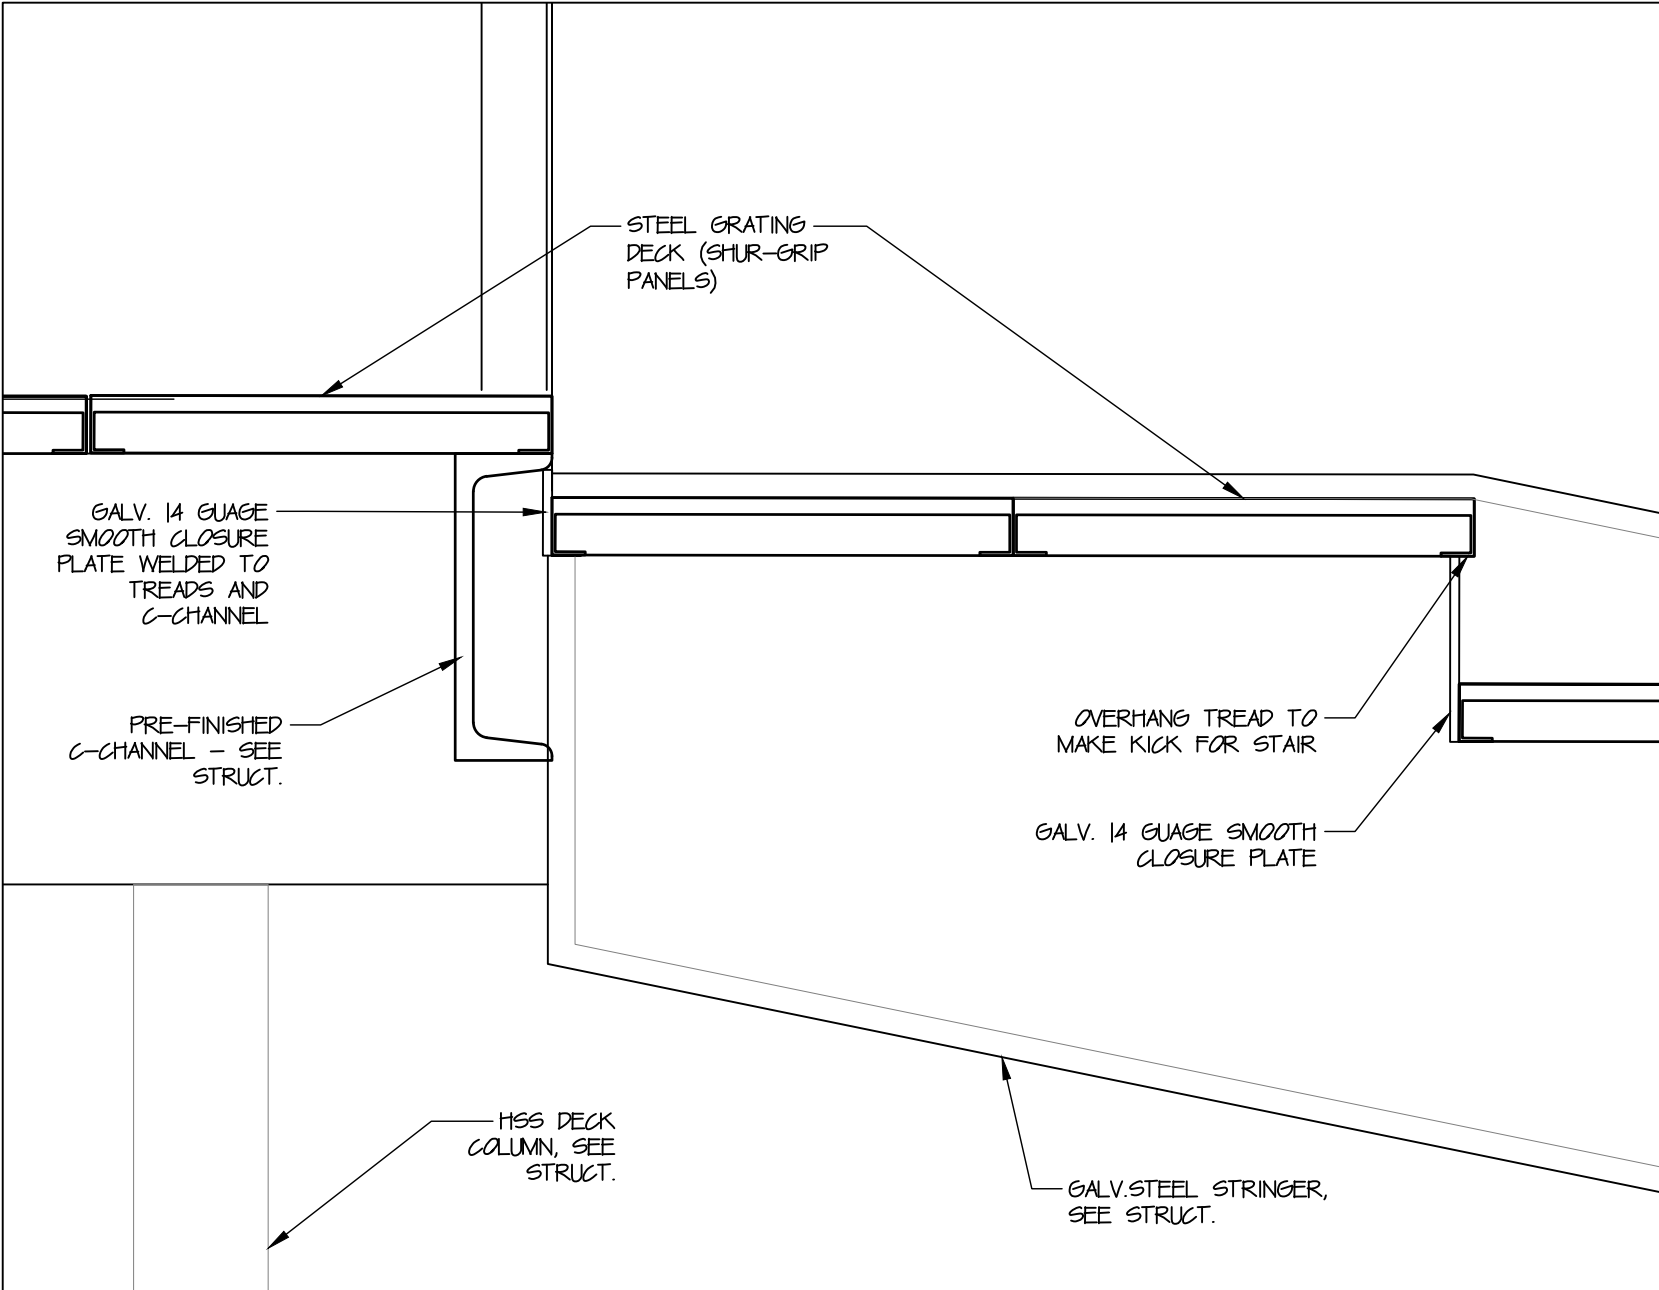 STEEL GRATING
DECK (SHUR-GRIP
PANELS)
GALV. 14 GUAGE
SMOOTH CLOSURE
PLATE WELDED TO
TREADS AND
C-CHANNEL
PRE-FINISHED
C-CHANNEL - SEE
STRUCT.
OVERHANG TREAD TO
MAKE KICK FOR STAIR
GALV. 14 GUAGE SMOOTH
CLOSURE PLATE
HSS DECK
COLUMN, SEE
STRUCT.
GALV.STEEL STRINGER,
SEE STRUCT.